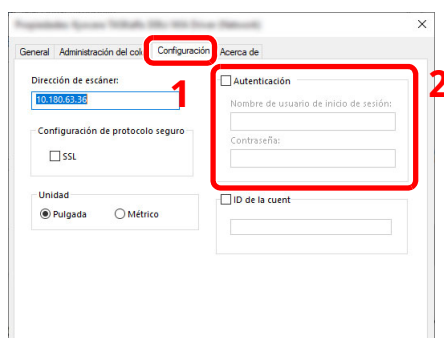 General
Administración del col
Configuración
Acerca de
1
2
Dirección de escáner:
10.180.63.36
Configuración de protocolo seguro
SSL
Unidad
Pulgada
Métrico
Autenticación
Nombre de usuario de inicio de sesión:
Contraseña:
ID de la cuent